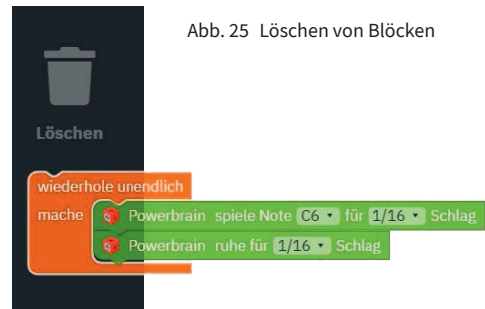 Abb. 25 Löschen von Blöcken
Löschen
wiederhole unendlich
mache Powerbrain spiele Note C6 für 1/16 Schlag
Powerbrain ruhe für 1/16 Schlag